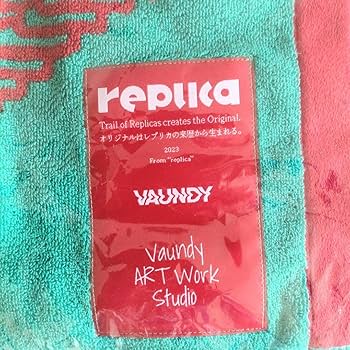 replica
Trail of Replicas creates the Original.
オリジナルはレプリカの来歴から生まれる。
2023
From "replica"
VAUNDY
Vaundy
ART Work
Studio